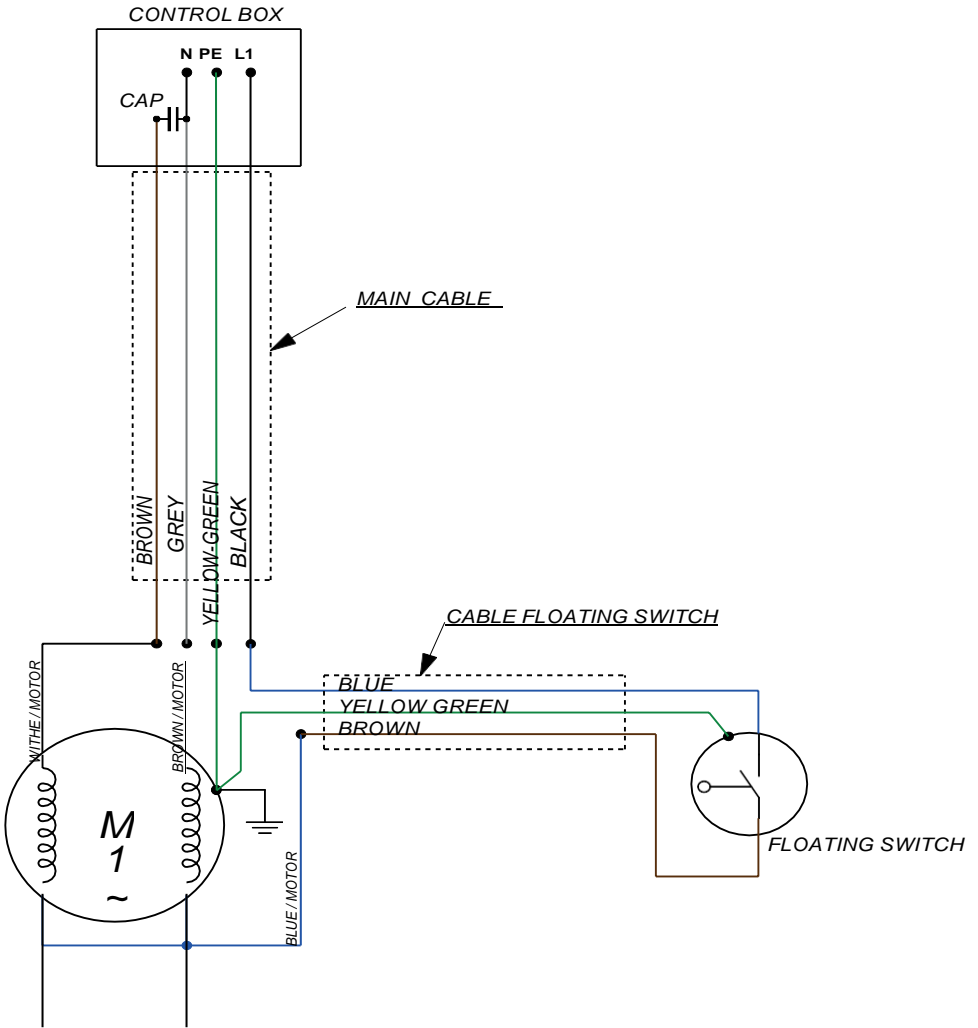 CONTROL BOX
N PE L1
CAP
MAIN CABLE
BROWN
GREY
YELLOW-GREEN
BLACK
CABLE FLOATING SWITCH
BLUE
YELLOW GREEN
BROWN
WITHE / MOTOR
BROWN / MOTOR
M
1
~
FLOATING SWITCH
BLUE / MOTOR